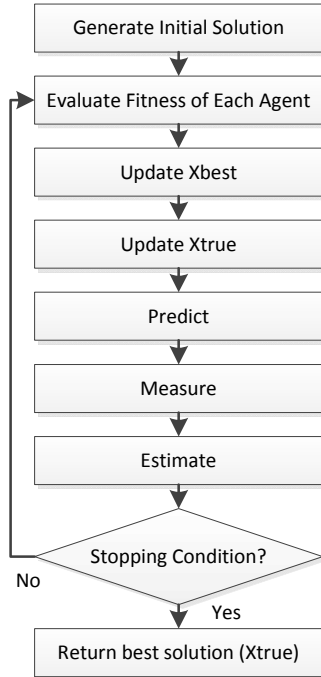 Generate Initial Solution
Evaluate Fitness of Each Agent
Update Xbest
Update Xtrue
Predict
Measure
Estimate
Stopping Condition?
No
Yes
Return best solution (Xtrue)